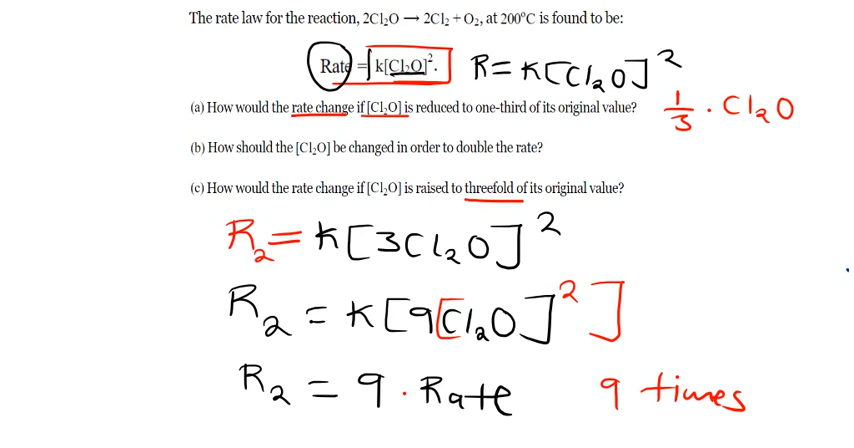 The rate law for the reaction, 2Cl₂O → 2Cl₂ + O₂, at 200°C is found to be:
Rate = k[Cl₂O]². R = K[Cl₂O]²
(a) How would the rate change if [Cl₂O] is reduced to one-third of its original value? 1/3 · Cl₂O
(b) How should the [Cl₂O] be changed in order to double the rate?
(c) How would the rate change if [Cl₂O] is raised to threefold of its original value?
R₂ = K[3Cl₂O]²
R₂ = K[9[Cl₂O]²]
R₂ = 9 · Rate 9 times